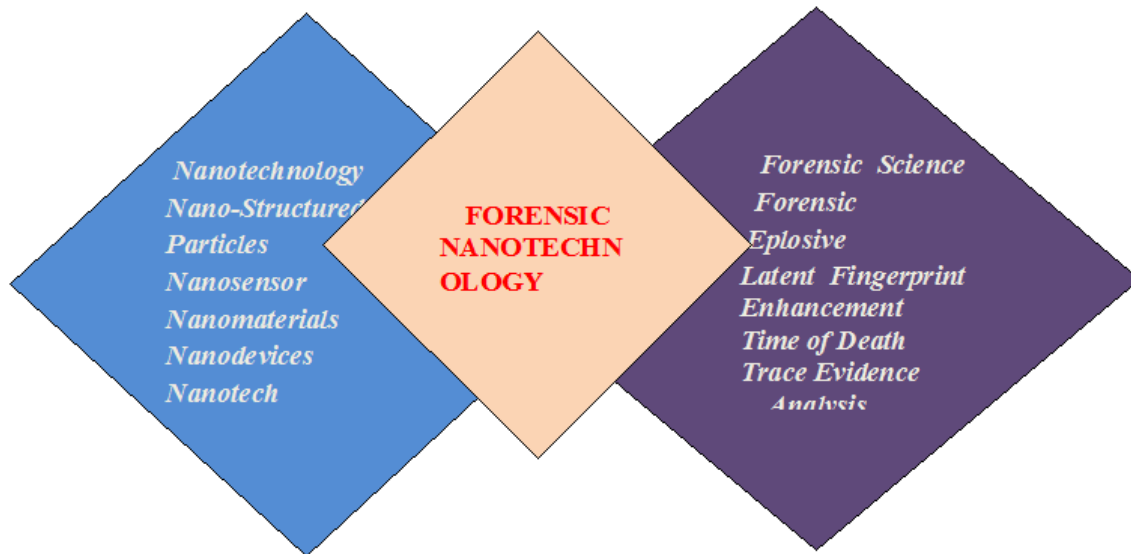 Nanotechnology
Nano-Structured
Particles
Nanosensor
Nanomaterials
Nanodevices
Nanotech
FORENSIC
NANOTECHN
OLOGY
Forensic Science
Forensic
Eplosive
Latent Fingerprint
Enhancement
Time of Death
Trace Evidence
Analysis